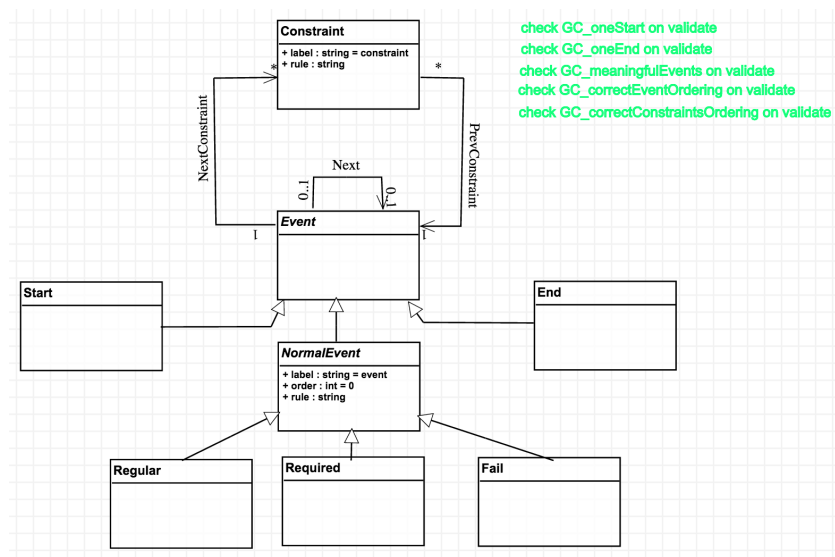 Constraint
+ label : string = constraint
+ rule : string
check GC_oneStart on validate
check GC_oneEnd on validate
check GC_meaningfulEvents on validate
check GC_correctEventOrdering on validate
check GC_correctConstraintsOrdering on validate
*
*
NextConstraint
PrevConstraint
Next
0..1
0..1
Event
1
1
Start
End
NormalEvent
+ label : string = event
+ order : int = 0
+ rule : string
Regular
Required
Fail